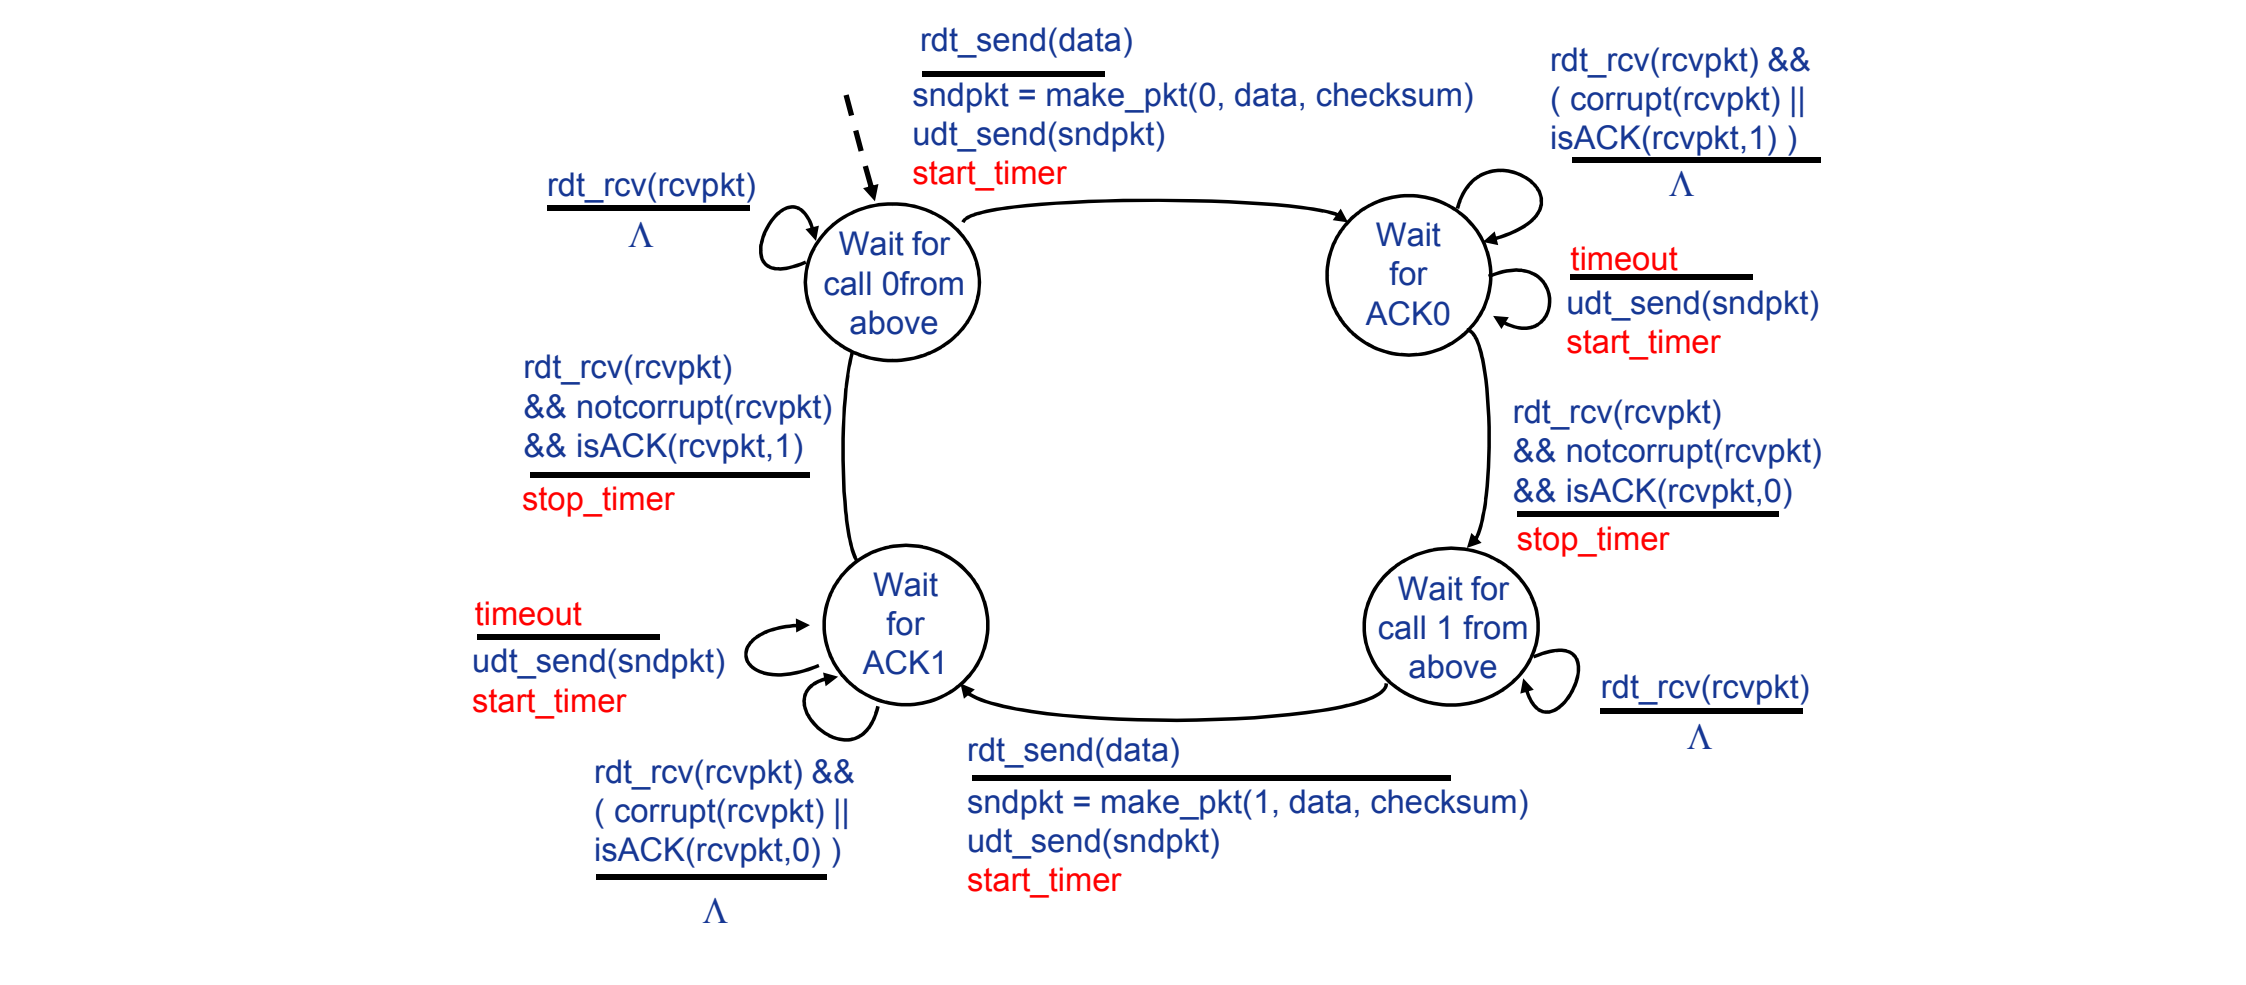 rdt_send(data)
sndpkt = make_pkt(0, data, checksum)
udt_send(sndpkt)
start_timer
rdt_rcv(rcvpkt) &&
( corrupt(rcvpkt) ||
isACK(rcvpkt,1) )
Λ
rdt_rcv(rcvpkt)
Λ
Wait for
call 0from
above
Wait
for
ACK0
timeout
udt_send(sndpkt)
start_timer
rdt_rcv(rcvpkt)
&& notcorrupt(rcvpkt)
&& isACK(rcvpkt,1)
stop_timer
rdt_rcv(rcvpkt)
&& notcorrupt(rcvpkt)
&& isACK(rcvpkt,0)
stop_timer
Wait
for
ACK1
Wait for
call 1 from
above
timeout
udt_send(sndpkt)
start_timer
rdt_rcv(rcvpkt)
Λ
rdt_rcv(rcvpkt) &&
( corrupt(rcvpkt) ||
isACK(rcvpkt,0) )
Λ
rdt_send(data)
sndpkt = make_pkt(1, data, checksum)
udt_send(sndpkt)
start_timer